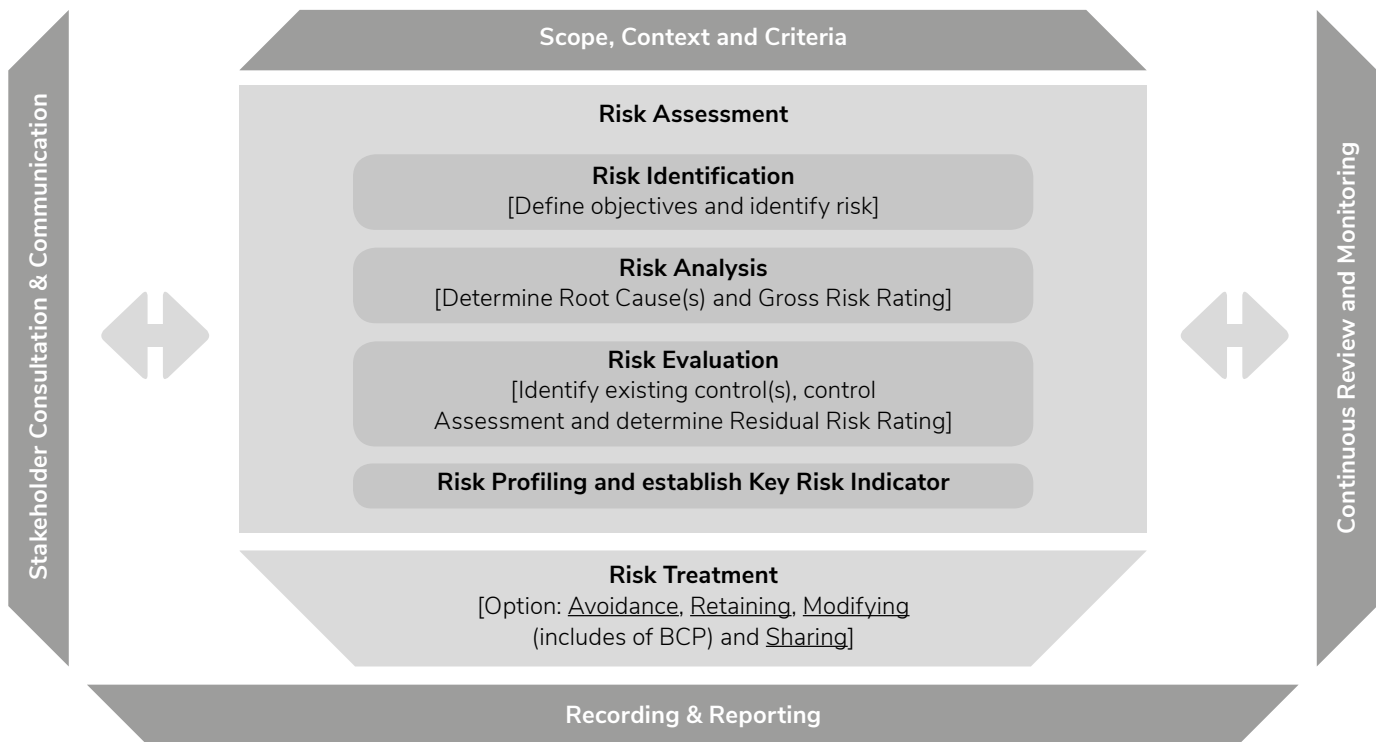 Scope, Context and Criteria
Stakeholder Consultation & Communication
Risk Assessment
Risk Identification
[Define objectives and identify risk]
Risk Analysis
[Determine Root Cause(s) and Gross Risk Rating]
Risk Evaluation
[Identify existing control(s), control
Assessment and determine Residual Risk Rating]
Risk Profiling and establish Key Risk Indicator
Risk Treatment
[Option: Avoidance, Retaining, Modifying
(includes of BCP) and Sharing]
Continuous Review and Monitoring
Recording & Reporting